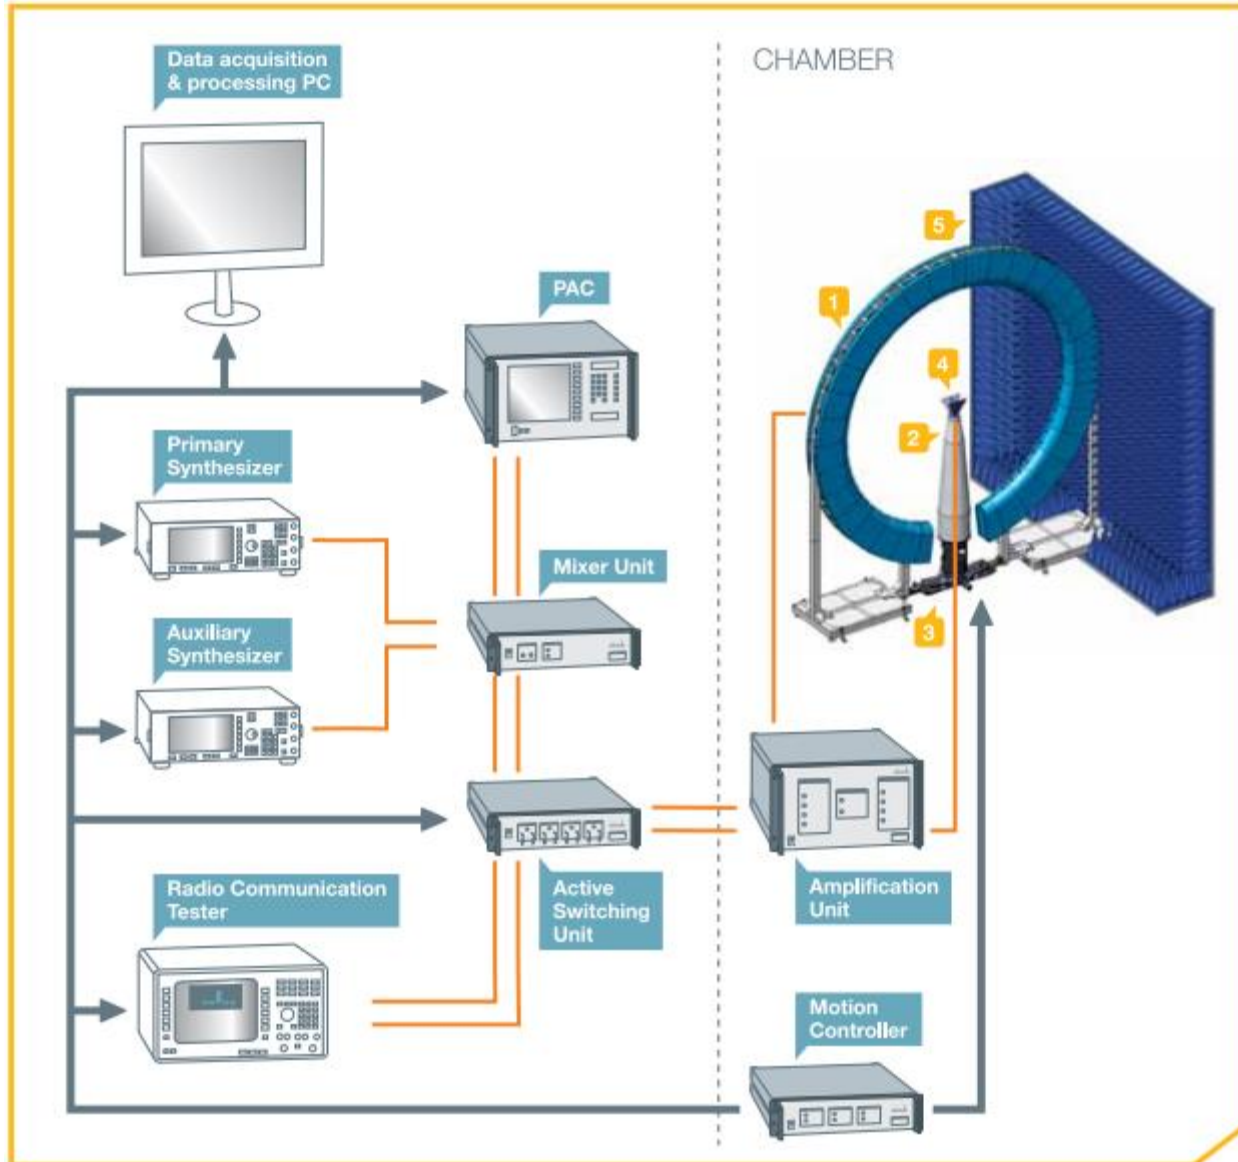 Data acquisition
& processing PC
CHAMBER
5
PAC
1
4
Primary
Synthesizer
2
Mixer Unit
Auxiliary
Synthesizer
3
Radio Communication
Tester
Active
Switching
Unit
Amplification
Unit
Motion
Controller